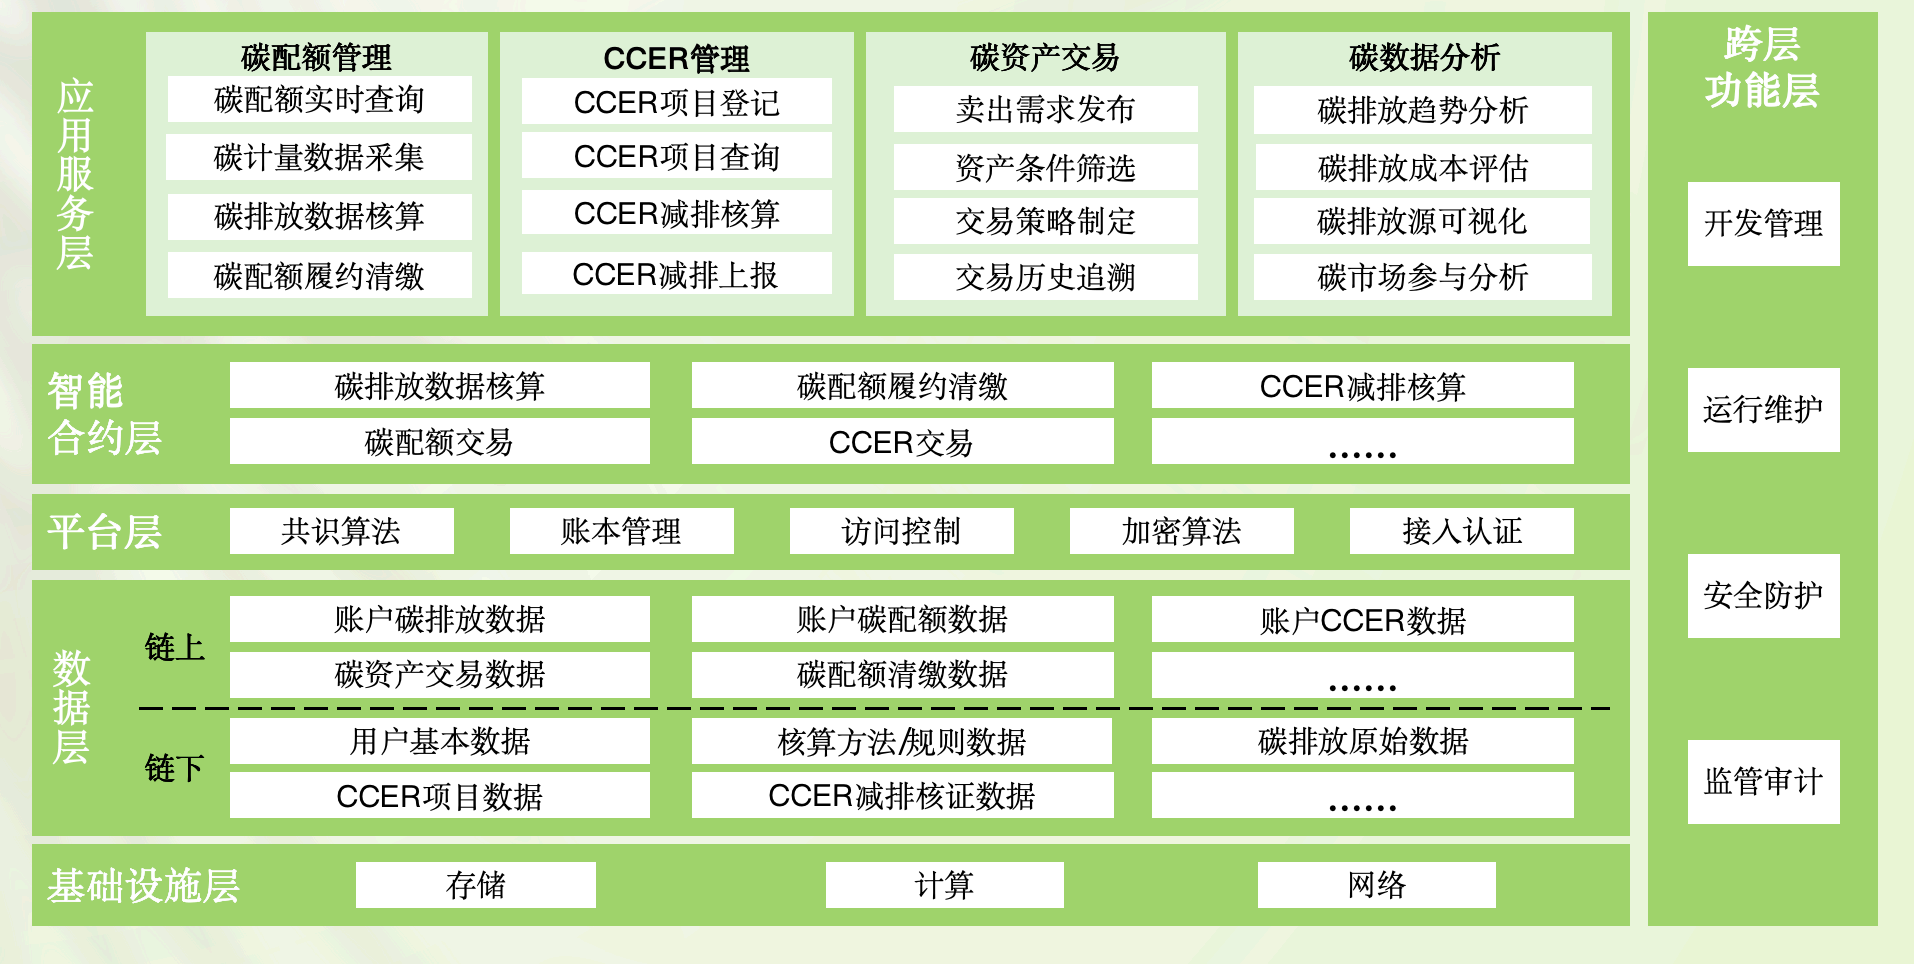 应用服务层
碳配额管理
碳配额实时查询
碳计量数据采集
碳排放数据核算
碳配额履约清缴
CCER管理
CCER项目登记
CCER项目查询
CCER减排核算
CCER减排上报
碳资产交易
卖出需求发布
资产条件筛选
交易策略制定
交易历史追溯
碳数据分析
碳排放趋势分析
碳排放成本评估
碳排放源可视化
碳市场参与分析
智能
合约层
碳排放数据核算
碳配额履约清缴
CCER减排核算
碳配额交易
CCER交易
......
平台层
共识算法
账本管理
访问控制
加密算法
接入认证
数据层
链上
账户碳排放数据
账户碳配额数据
账户CCER数据
碳资产交易数据
碳配额清缴数据
......
链下
用户基本数据
核算方法/规则数据
碳排放原始数据
CCER项目数据
CCER减排核证数据
......
基础设施层
存储
计算
网络
跨层
功能层
开发管理
运行维护
安全防护
监管审计